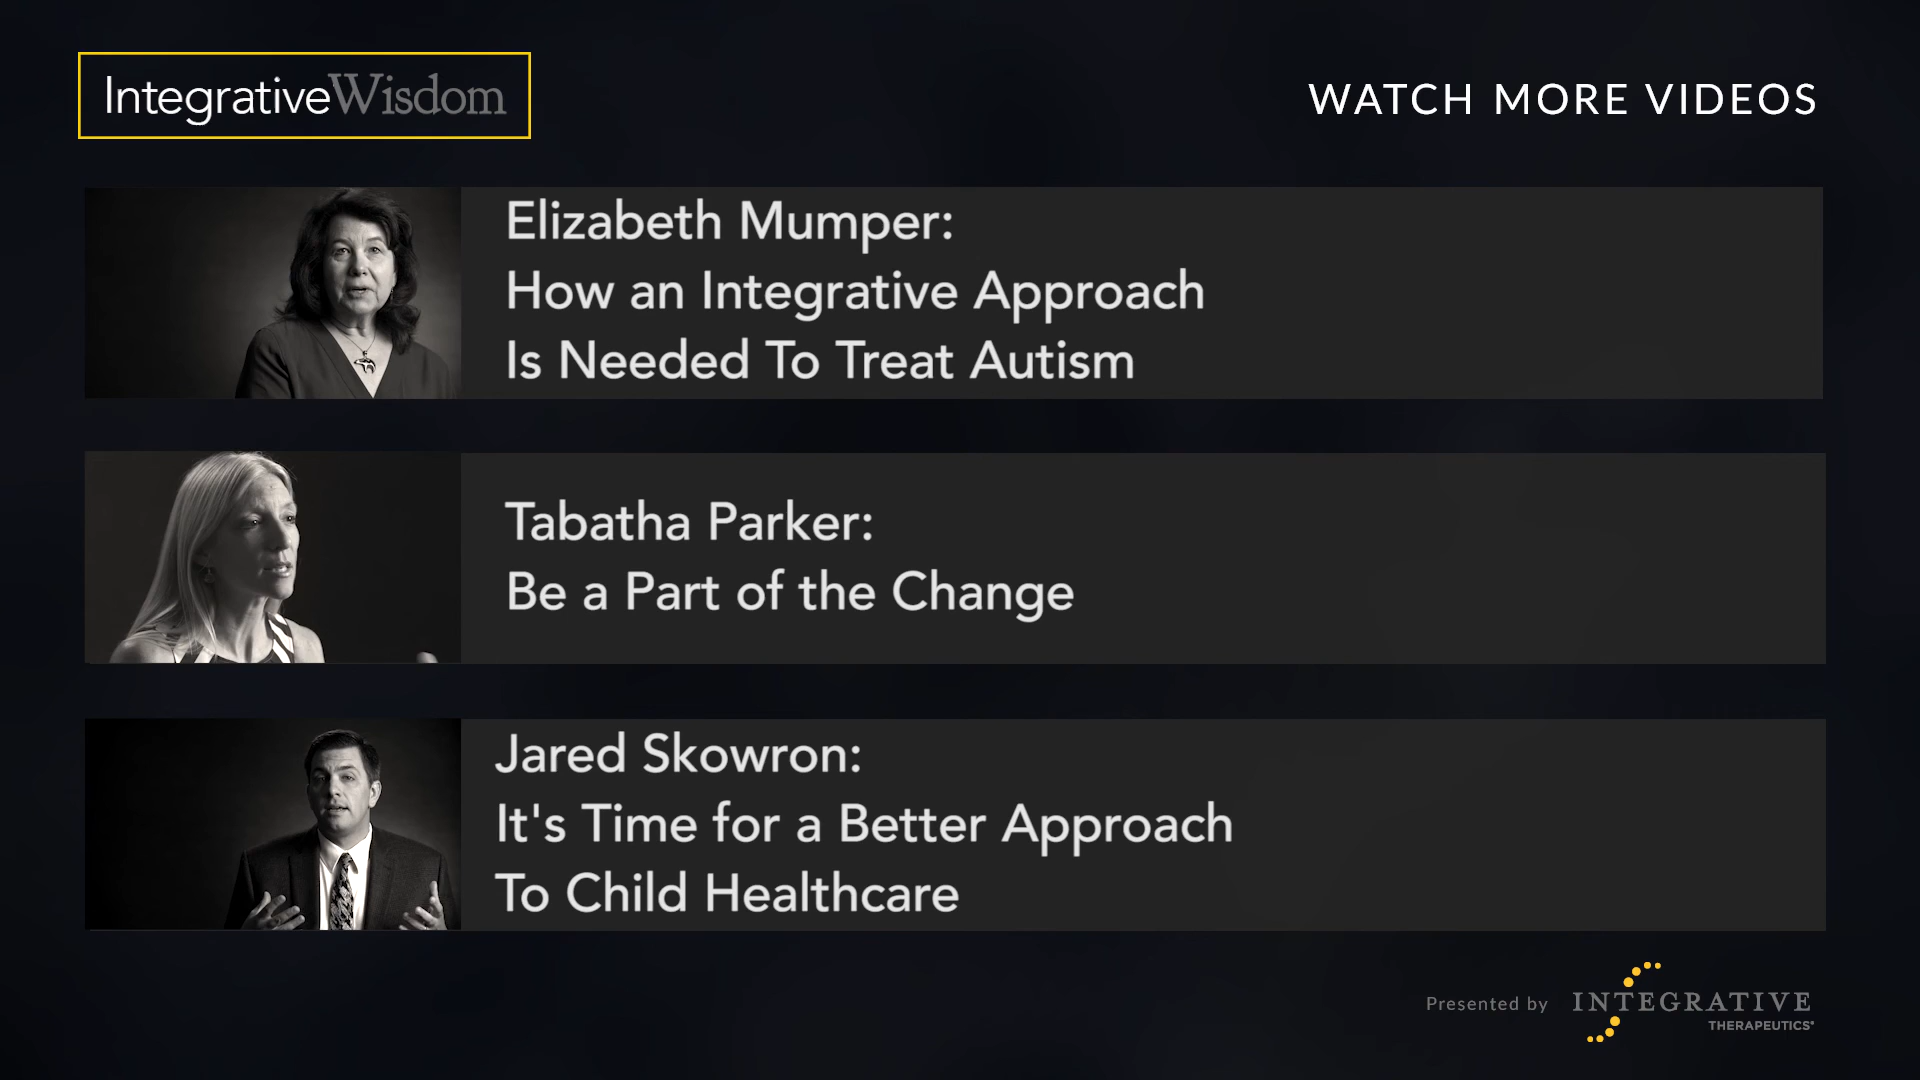 IntegrativeWisdom
WATCH MORE VIDEOS
Elizabeth Mumper:
How an Integrative Approach
Is Needed To Treat Autism
Tabatha Parker:
Be a Part of the Change
Jared Skowron:
It's Time for a Better Approach
To Child Healthcare
Presented by INTEGRATIVE
THERAPEUTICS®